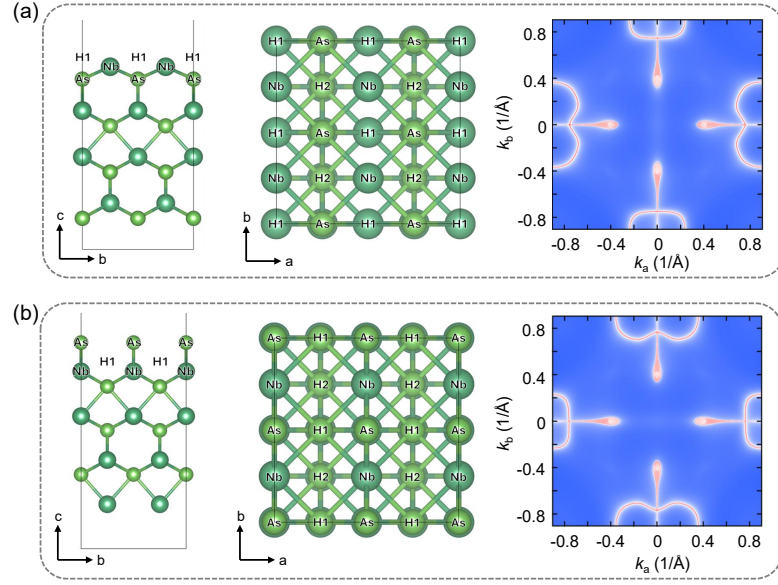 (a)
H1 H1 H1
Nb Nb
As As As
c
b
H1 As H1 As H1
Nb H2 Nb H2 Nb
H1 As H1 As H1
Nb H2 Nb H2 Nb
H1 As H1 As H1
b
a
0.8
0.4
0
-0.4
-0.8
k_b (1/Å)
-0.8 -0.4 0 0.4 0.8
k_a (1/Å)
(b)
As As As
H1 H1
Nb Nb Nb
c
b
As H1 As H1 As
Nb H2 Nb H2 Nb
As H1 As H1 As
Nb H2 Nb H2 Nb
As H1 As H1 As
b
a
0.8
0.4
0
-0.4
-0.8
k_b (1/Å)
-0.8 -0.4 0 0.4 0.8
k_a (1/Å)